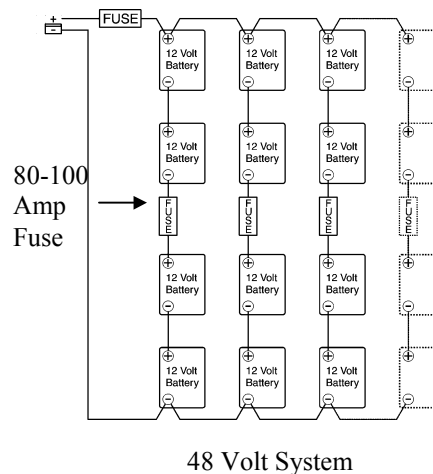 +
-
FUSE
+ + + +
12 Volt 12 Volt 12 Volt
Battery Battery Battery
- - - -
+ + + +
12 Volt 12 Volt 12 Volt
Battery Battery Battery
- - - -
80-100
Amp
Fuse
FUSE FUSE FUSE FUSE
+ + + +
12 Volt 12 Volt 12 Volt
Battery Battery Battery
- - - -
+ + + +
12 Volt 12 Volt 12 Volt
Battery Battery Battery
- - - -
48 Volt System